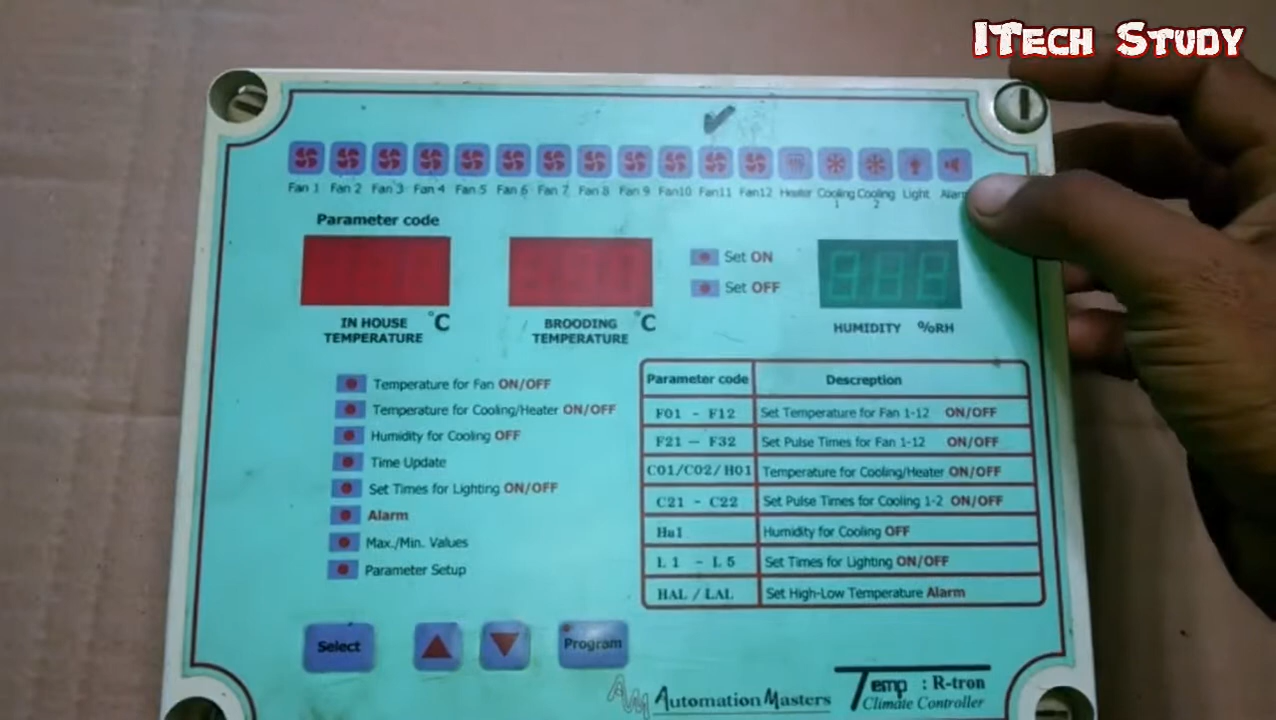 ITECH STUDY
Fan 1 Fan 2 Fan 3 Fan 4 Fan 5 Fan 6 Fan 7 Fan 8 Fan 9 Fan10 Fan11 Fan12 Heater Cooling 1 Cooling 2 Light Alarm
Parameter code
Set ON
Set OFF
IN HOUSE °C
TEMPERATURE
BROODING °C
TEMPERATURE
HUMIDITY %RH
Temperature for Fan ON/OFF
Temperature for Cooling/Heater ON/OFF
Humidity for Cooling OFF
Time Update
Set Times for Lighting ON/OFF
Alarm
Max./Min. Values
Parameter Setup
Parameter code Descreption
F01 - F12 Set Temperature for Fan 1-12 ON/OFF
F21 - F32 Set Pulse Times for Fan 1-12 ON/OFF
C01/C02/H01 Temperature for Cooling/Heater ON/OFF
C21 - C22 Set Pulse Times for Cooling 1-2 ON/OFF
Hu1 Humidity for Cooling OFF
L 1 - L 5 Set Times for Lighting ON/OFF
HAL / LAL Set High-Low Temperature Alarm
Select Program
AM Automation Masters
Temp : R-tron
Climate Controller